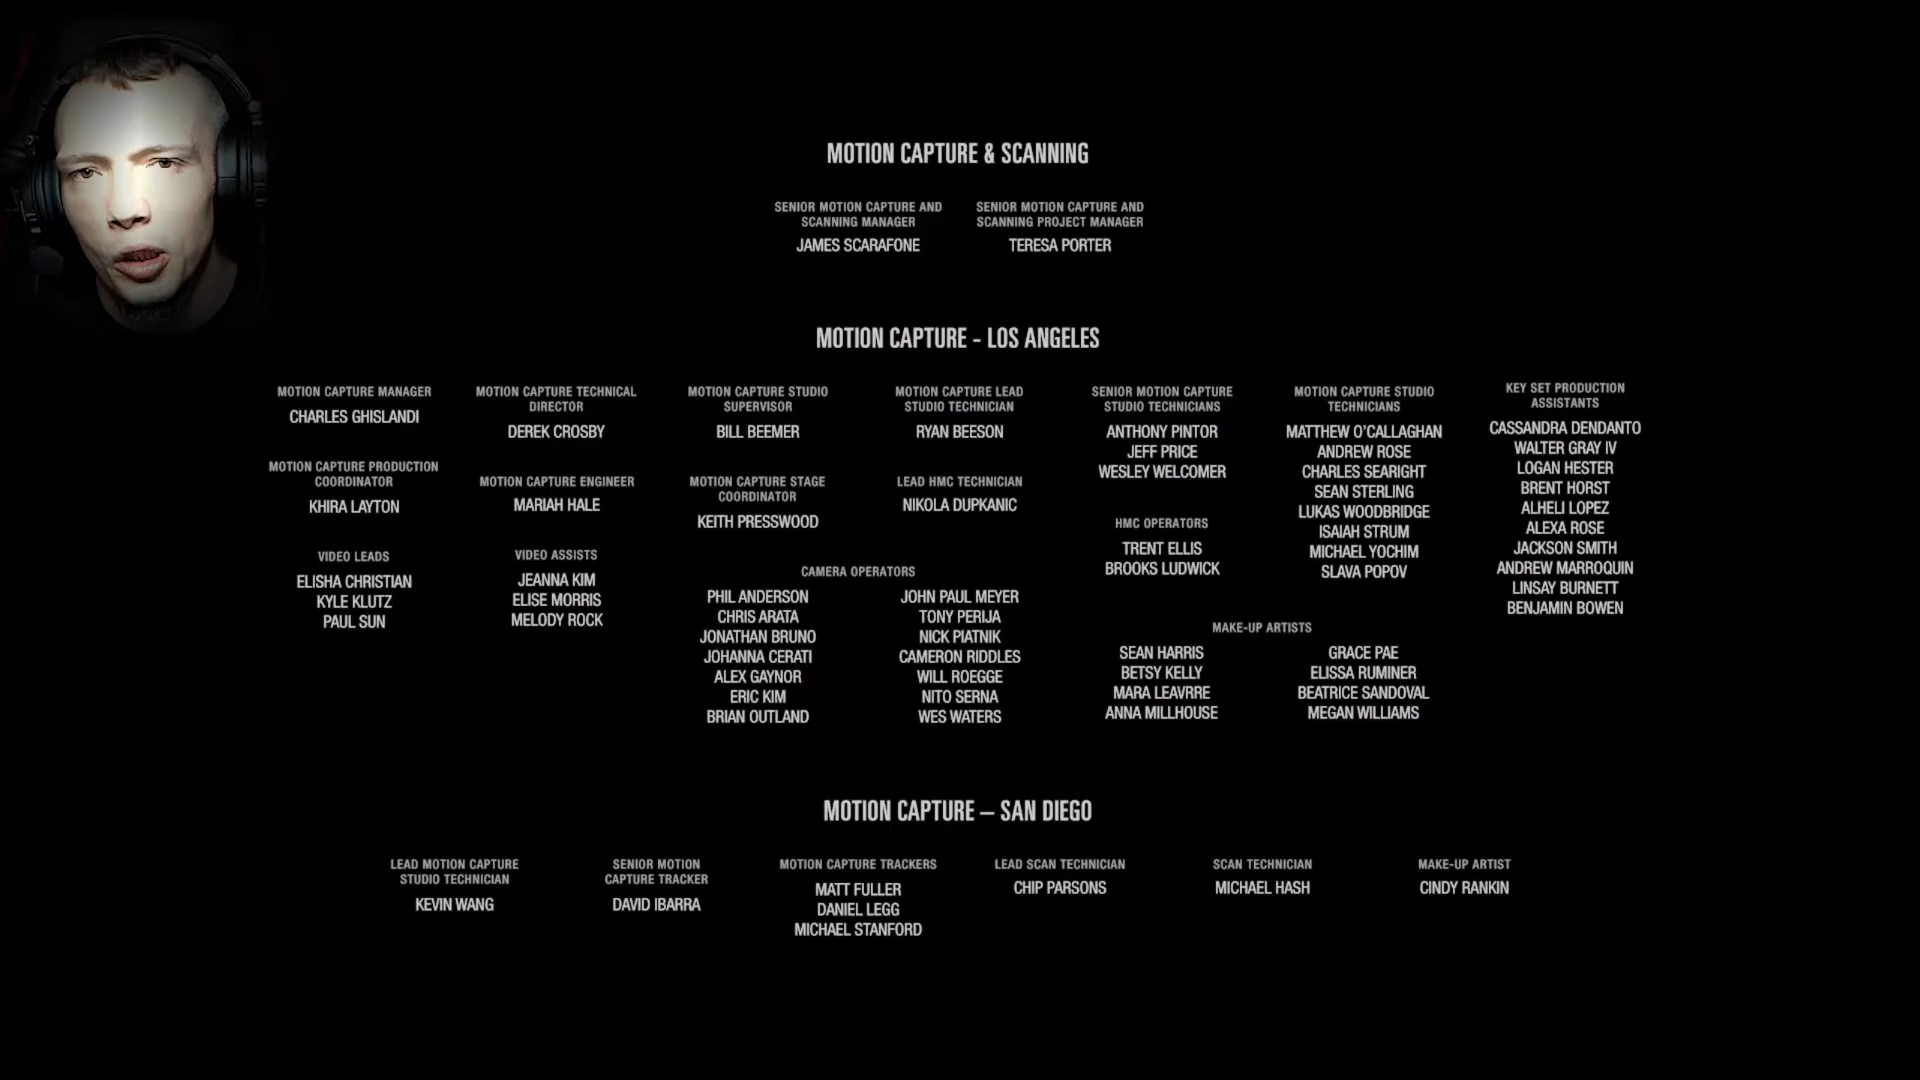 MOTION CAPTURE & SCANNING
SENIOR MOTION CAPTURE AND
SCANNING MANAGER
JAMES SCARAFONE
SENIOR MOTION CAPTURE AND
SCANNING PROJECT MANAGER
TERESA PORTER
MOTION CAPTURE - LOS ANGELES
MOTION CAPTURE MANAGER
CHARLES GHISLANDI
MOTION CAPTURE PRODUCTION
COORDINATOR
KHIRA LAYTON
VIDEO LEADS
ELISHA CHRISTIAN
KYLE KLUTZ
PAUL SUN
MOTION CAPTURE TECHNICAL
DIRECTOR
DEREK CROSBY
MOTION CAPTURE ENGINEER
MARIAH HALE
VIDEO ASSISTS
JEANNA KIM
ELISE MORRIS
MELODY ROCK
MOTION CAPTURE STUDIO
SUPERVISOR
BILL BEEMER
MOTION CAPTURE STAGE
COORDINATOR
KEITH PRESSWOOD
MOTION CAPTURE LEAD
STUDIO TECHNICIAN
RYAN BEESON
LEAD HMC TECHNICIAN
NIKOLA DUPKANIC
CAMERA OPERATORS
PHIL ANDERSON
CHRIS ARATA
JONATHAN BRUNO
JOHANNA CERATI
ALEX GAYNOR
ERIC KIM
BRIAN OUTLAND
JOHN PAUL MEYER
TONY PERIJA
NICK PIATNIK
CAMERON RIDDLES
WILL ROEGGE
NITO SERNA
WES WATERS
SENIOR MOTION CAPTURE
STUDIO TECHNICIANS
ANTHONY PINTOR
JEFF PRICE
WESLEY WELCOMER
HMC OPERATORS
TRENT ELLIS
BROOKS LUDWICK
MOTION CAPTURE STUDIO
TECHNICIANS
MATTHEW O'CALLAGHAN
ANDREW ROSE
CHARLES SEARIGHT
SEAN STERLING
LUKAS WOODBRIDGE
ISAIAH STRUM
MICHAEL YOCHIM
SLAVA POPOV
MAKE-UP ARTISTS
SEAN HARRIS
BETSY KELLY
MARA LEAVRRE
ANNA MILLHOUSE
GRACE PAE
ELISSA RUMINER
BEATRICE SANDOVAL
MEGAN WILLIAMS
KEY SET PRODUCTION
ASSISTANTS
CASSANDRA DENDANTO
WALTER GRAY IV
LOGAN HESTER
BRENT HORST
ALHELI LOPEZ
ALEXA ROSE
JACKSON SMITH
ANDREW MARROQUIN
LINSAY BURNETT
BENJAMIN BOWEN
MOTION CAPTURE – SAN DIEGO
LEAD MOTION CAPTURE
STUDIO TECHNICIAN
KEVIN WANG
SENIOR MOTION
CAPTURE TRACKER
DAVID IBARRA
MOTION CAPTURE TRACKERS
MATT FULLER
DANIEL LEGG
MICHAEL STANFORD
LEAD SCAN TECHNICIAN
CHIP PARSONS
SCAN TECHNICIAN
MICHAEL HASH
MAKE-UP ARTIST
CINDY RANKIN